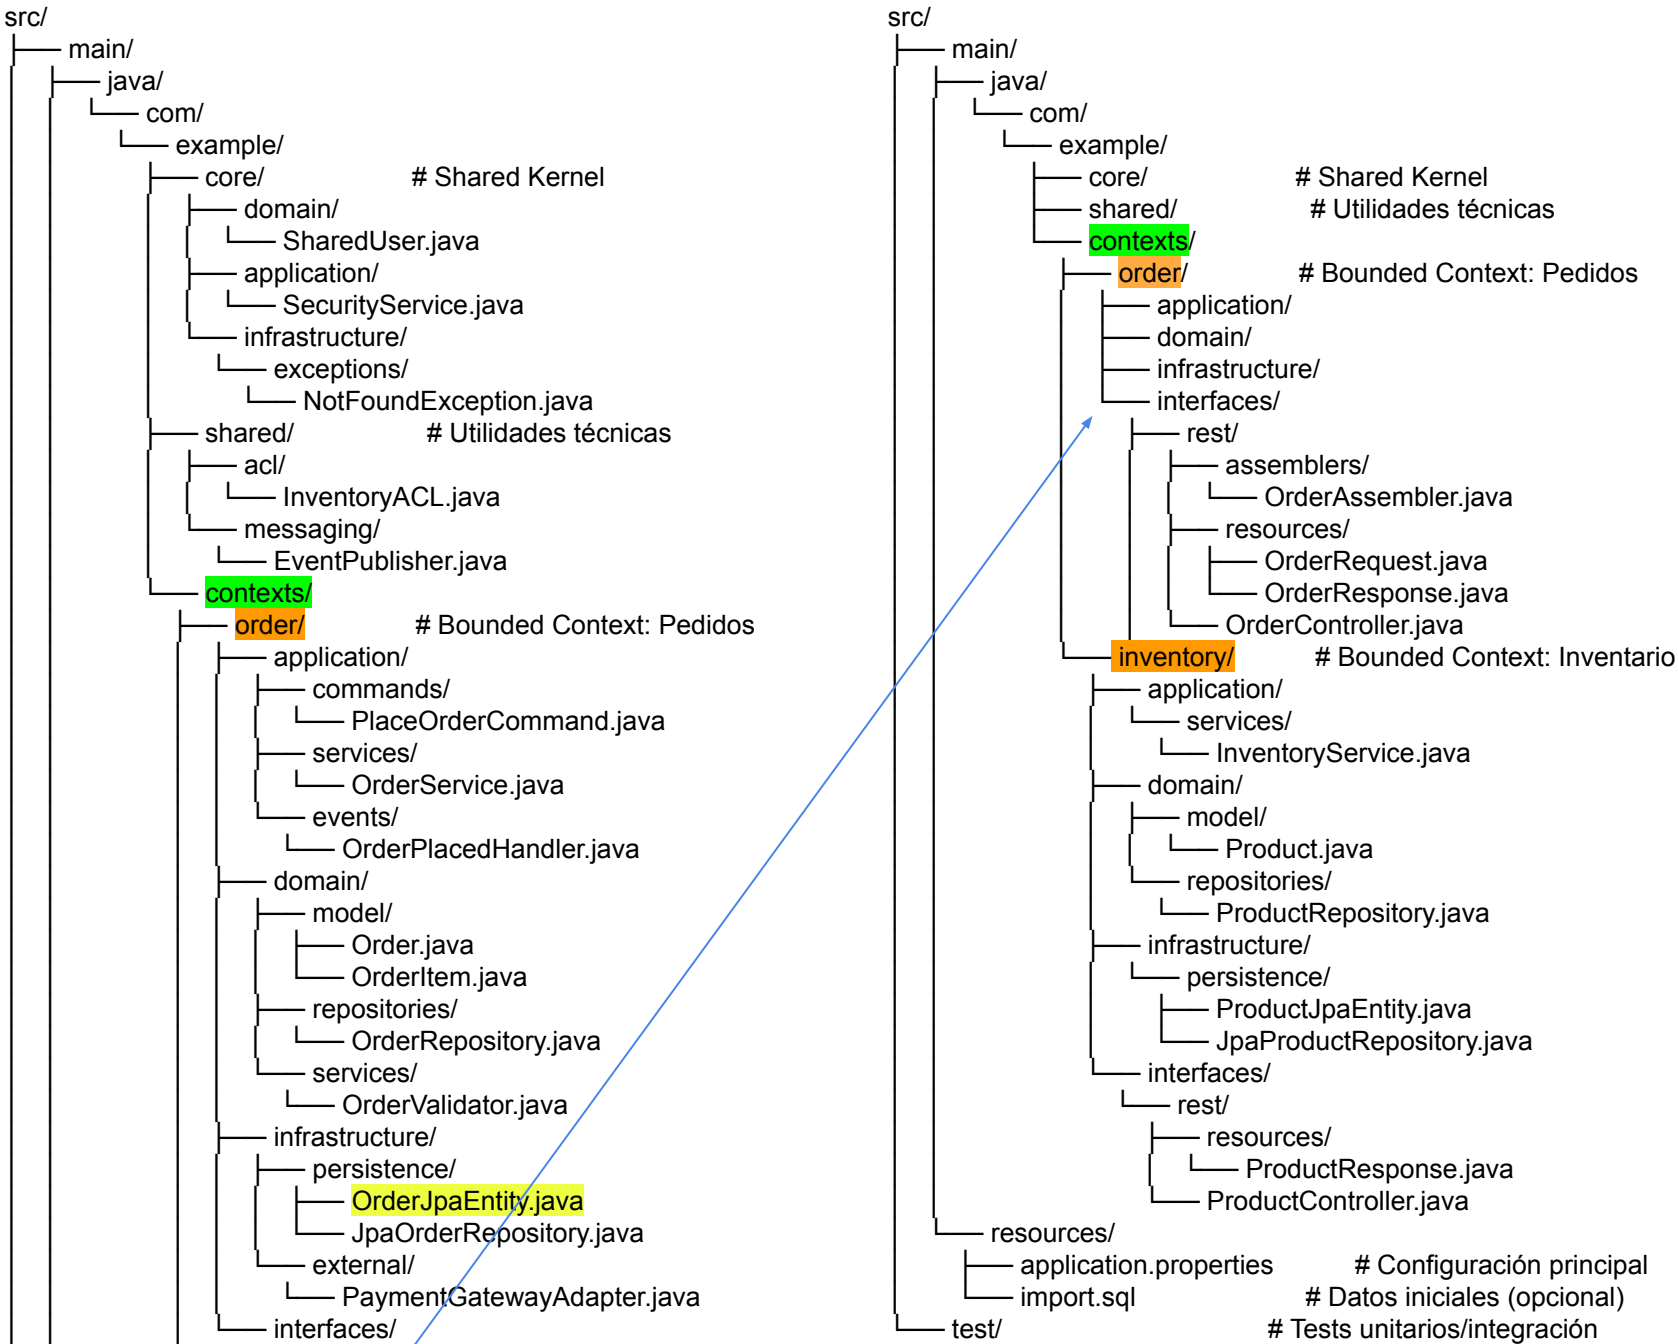 src/
main/
java/
com/
example/
core/ # Shared Kernel
domain/
SharedUser.java
application/
SecurityService.java
infrastructure/
exceptions/
NotFoundException.java
shared/ # Utilidades técnicas
acl/
InventoryACL.java
messaging/
EventPublisher.java
contexts/
order/ # Bounded Context: Pedidos
application/
commands/
PlaceOrderCommand.java
services/
OrderService.java
events/
OrderPlacedHandler.java
domain/
model/
Order.java
OrderItem.java
repositories/
OrderRepository.java
services/
OrderValidator.java
infrastructure/
persistence/
OrderJpaEntity.java
JpaOrderRepository.java
external/
PaymentGatewayAdapter.java
interfaces/
src/
main/
java/
com/
example/
core/ # Shared Kernel
shared/ # Utilidades técnicas
contexts/
order/ # Bounded Context: Pedidos
application/
domain/
infrastructure/
interfaces/
rest/
assemblers/
OrderAssembler.java
resources/
OrderRequest.java
OrderResponse.java
OrderController.java
inventory/ # Bounded Context: Inventario
application/
services/
InventoryService.java
domain/
model/
Product.java
repositories/
ProductRepository.java
infrastructure/
persistence/
ProductJpaEntity.java
JpaProductRepository.java
interfaces/
rest/
resources/
ProductResponse.java
ProductController.java
resources/
application.properties # Configuración principal
import.sql # Datos iniciales (opcional)
test/ # Tests unitarios/integración